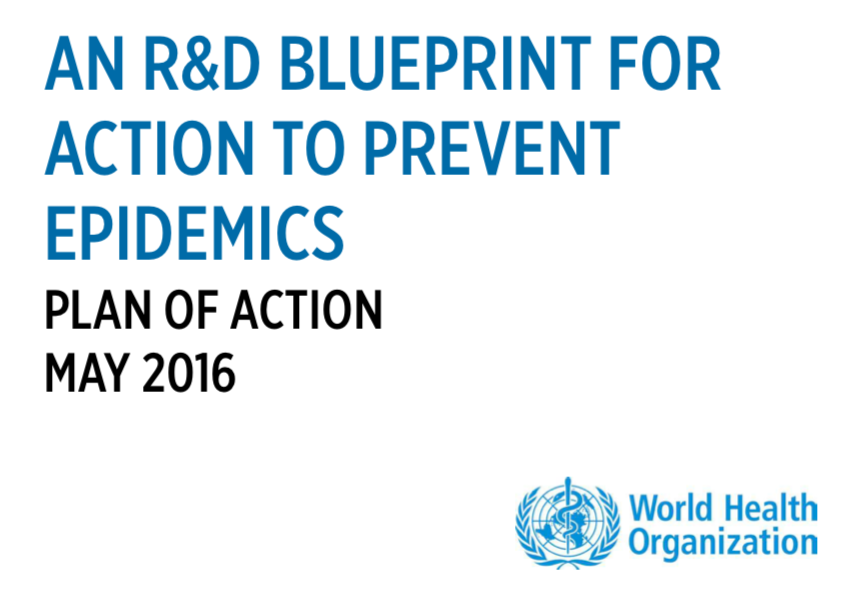 AN R&D BLUEPRINT FOR
ACTION TO PREVENT
EPIDEMICS
PLAN OF ACTION
MAY 2016
World Health
Organization